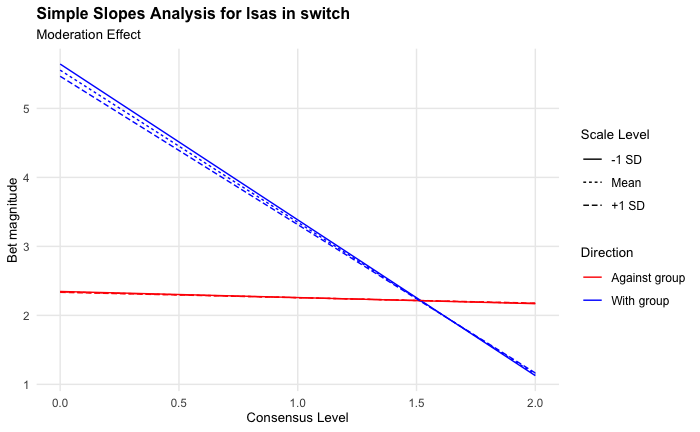 Simple Slopes Analysis for lsas in switch
Moderation Effect
Bet magnitude
5
4
3
2
1
0.0
0.5
1.0
1.5
2.0
Consensus Level
Scale Level
-1 SD
Mean
+1 SD
Direction
Against group
With group